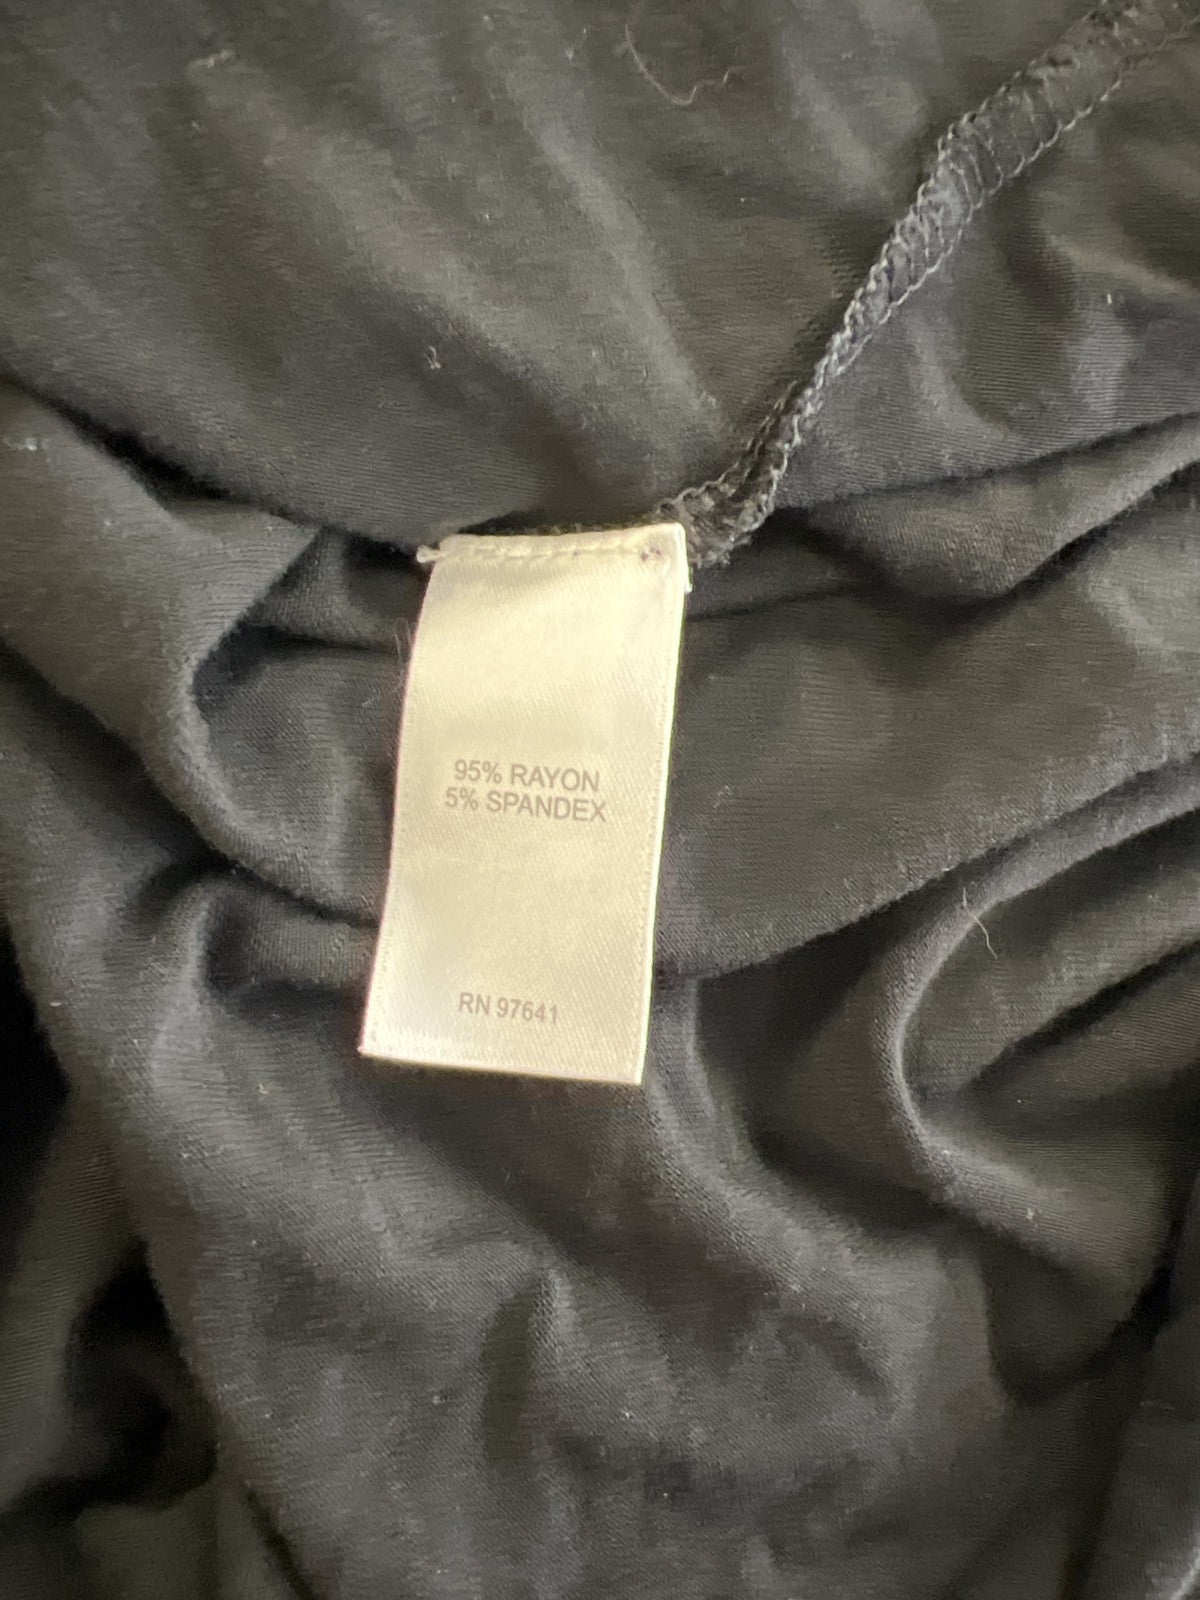 95% RAYON
5% SPANDEX
RN 97641